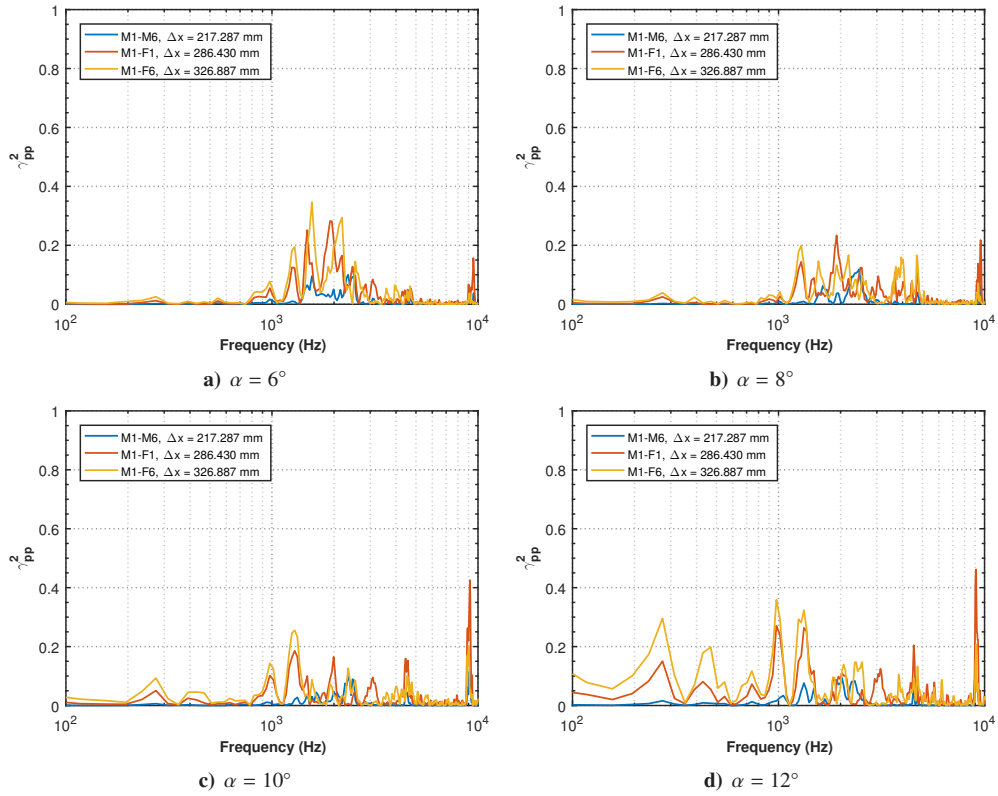 1
0.8
0.6
0.4
0.2
0
γ²pp
M1-M6, Δx = 217.287 mm
M1-F1, Δx = 286.430 mm
M1-F6, Δx = 326.887 mm
10² 10³ 10⁴
Frequency (Hz)
a) α = 6°
1
0.8
0.6
0.4
0.2
0
γ²pp
M1-M6, Δx = 217.287 mm
M1-F1, Δx = 286.430 mm
M1-F6, Δx = 326.887 mm
10² 10³ 10⁴
Frequency (Hz)
b) α = 8°
1
0.8
0.6
0.4
0.2
0
γ²pp
M1-M6, Δx = 217.287 mm
M1-F1, Δx = 286.430 mm
M1-F6, Δx = 326.887 mm
10² 10³ 10⁴
Frequency (Hz)
c) α = 10°
1
0.8
0.6
0.4
0.2
0
γ²pp
M1-M6, Δx = 217.287 mm
M1-F1, Δx = 286.430 mm
M1-F6, Δx = 326.887 mm
10² 10³ 10⁴
Frequency (Hz)
d) α = 12°